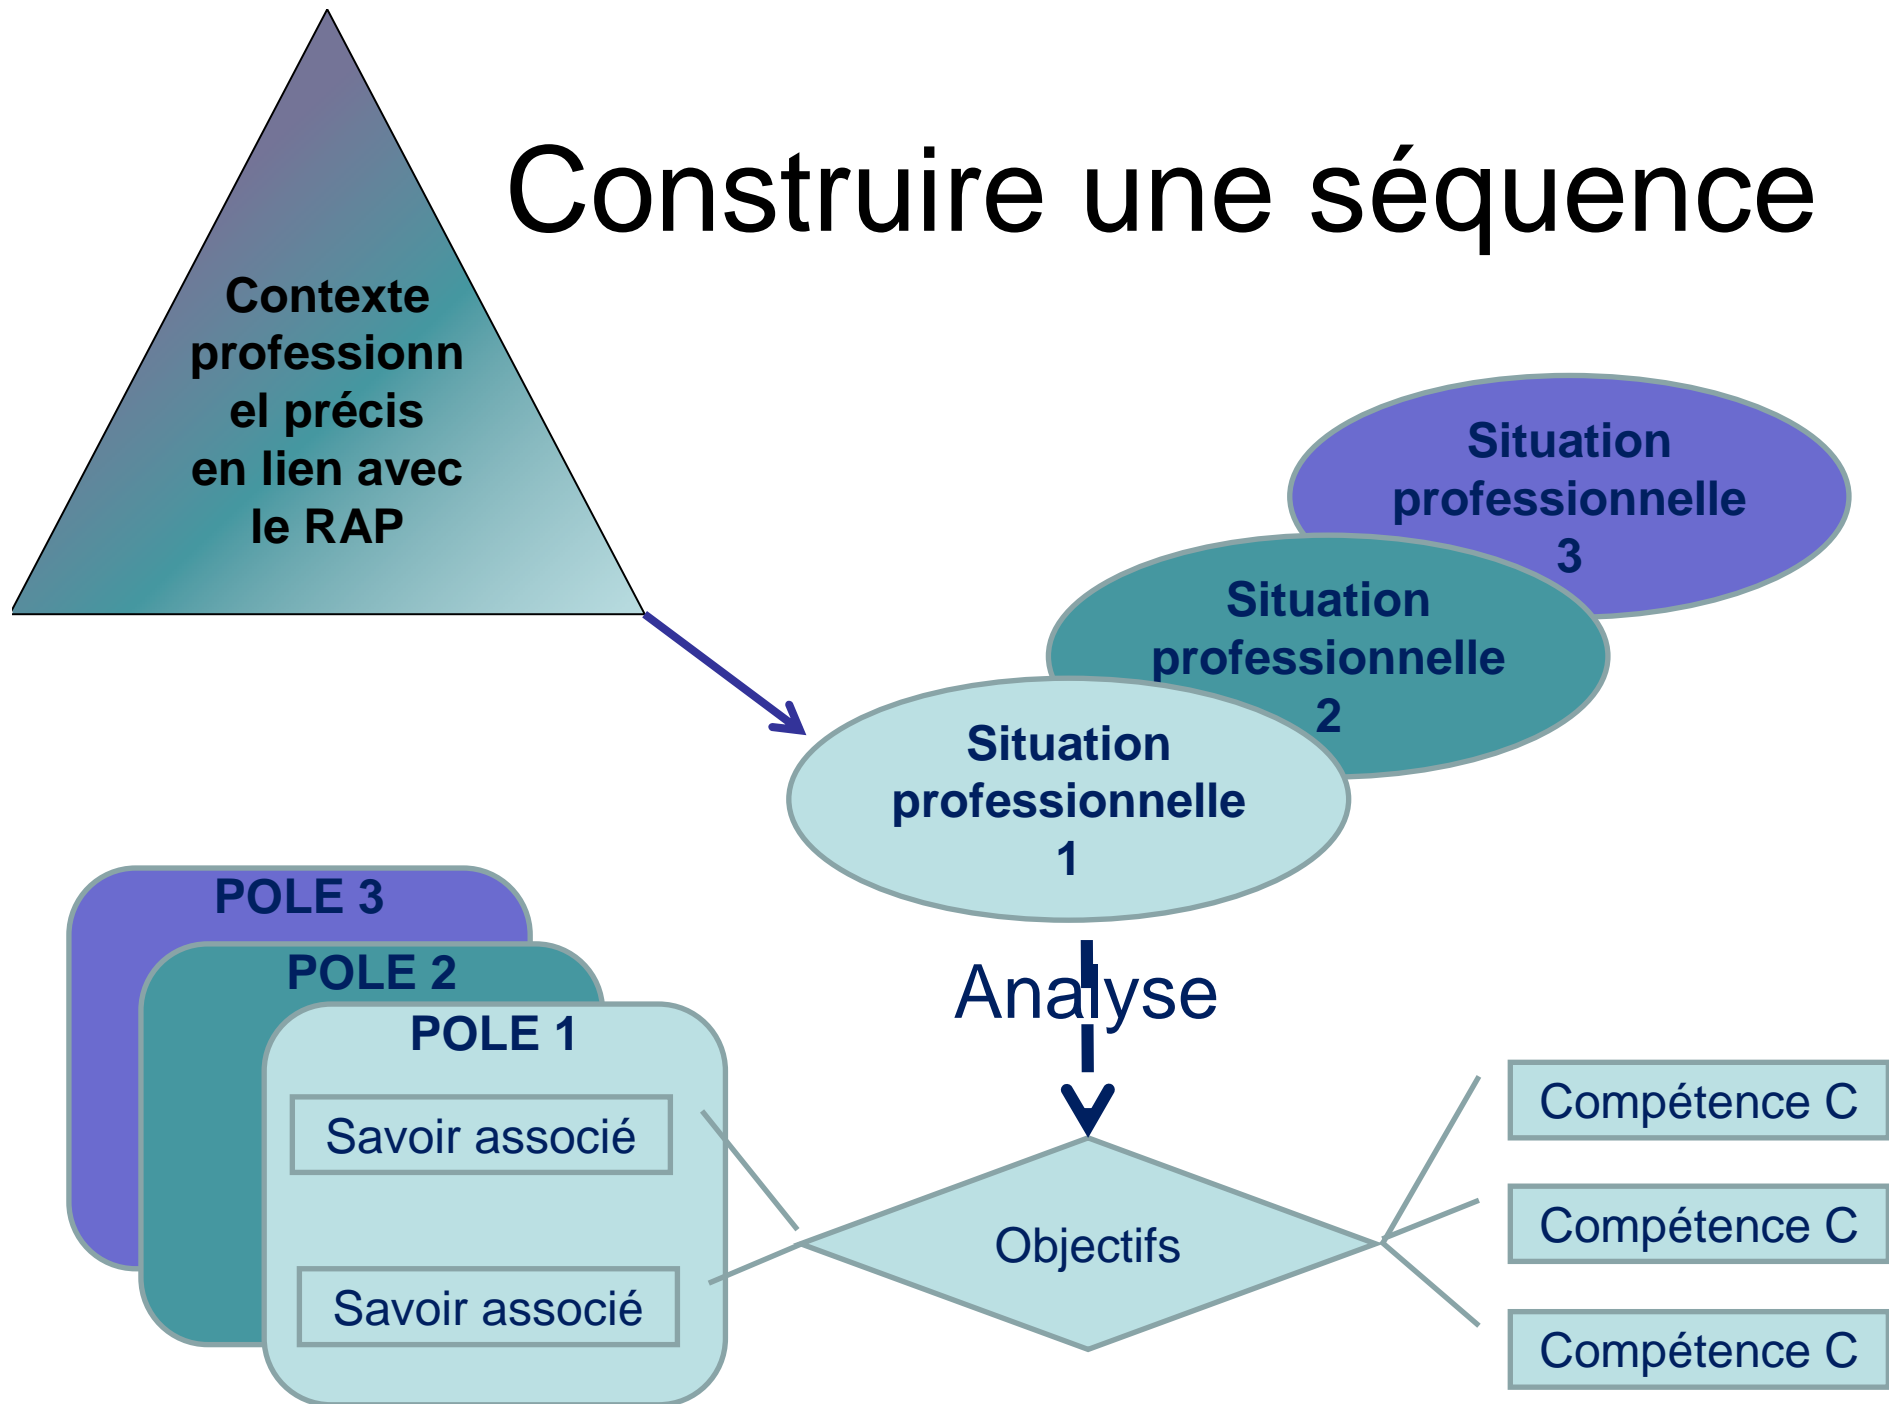 Construire une séquence
Contexte
professionn
el précis
en lien avec
le RAP
Situation
professionnelle
3
Situation
professionnelle
2
Situation
professionnelle
1
Analyse
POLE 3
POLE 2
POLE 1
Savoir associé
Savoir associé
Objectifs
Compétence C
Compétence C
Compétence C